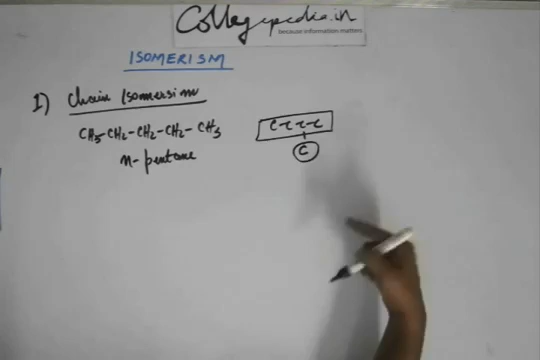 Collegepedia.in
because information matters
ISOMERISM
I) Chain Isomerism
CH3-CH2-CH2-CH2-CH3
n-pentane
C-C-C-C
C